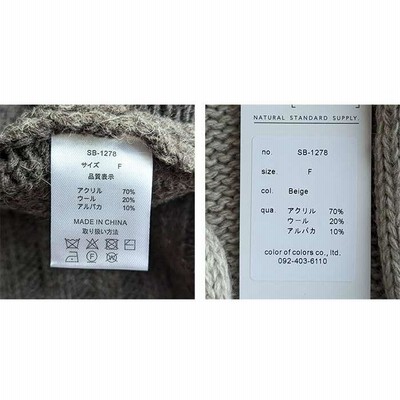 SB-1278
サイズ F
品質表示
アクリル 70%
ウール 20%
アルパカ 10%
MADE IN CHINA
取り扱い方法
NATURAL STANDARD SUPPLY.
no. SB-1278
size. F
col. Beige
qua. アクリル 70%
ウール 20%
アルパカ 10%
color of colors co., ltd.
092-403-6110